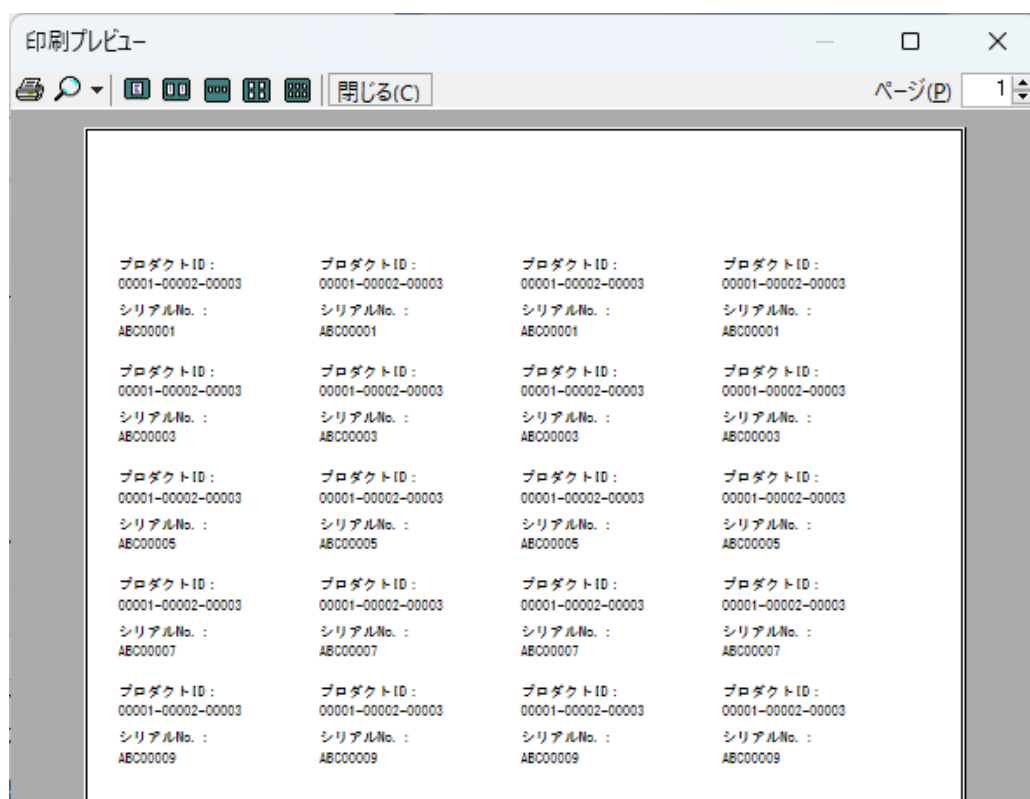 印刷プレビュー
閉じる(C) ページ(P) 1
プロダクトID: プロダクトID: プロダクトID: プロダクトID:
00001-00002-00003 00001-00002-00003 00001-00002-00003 00001-00002-00003
シリアルNo. : シリアルNo. : シリアルNo. : シリアルNo. :
ABC00001 ABC00001 ABC00001 ABC00001
プロダクトID: プロダクトID: プロダクトID: プロダクトID:
00001-00002-00003 00001-00002-00003 00001-00002-00003 00001-00002-00003
シリアルNo. : シリアルNo. : シリアルNo. : シリアルNo. :
ABC00003 ABC00003 ABC00003 ABC00003
プロダクトID: プロダクトID: プロダクトID: プロダクトID:
00001-00002-00003 00001-00002-00003 00001-00002-00003 00001-00002-00003
シリアルNo. : シリアルNo. : シリアルNo. : シリアルNo. :
ABC00005 ABC00005 ABC00005 ABC00005
プロダクトID: プロダクトID: プロダクトID: プロダクトID:
00001-00002-00003 00001-00002-00003 00001-00002-00003 00001-00002-00003
シリアルNo. : シリアルNo. : シリアルNo. : シリアルNo. :
ABC00007 ABC00007 ABC00007 ABC00007
プロダクトID: プロダクトID: プロダクトID: プロダクトID:
00001-00002-00003 00001-00002-00003 00001-00002-00003 00001-00002-00003
シリアルNo. : シリアルNo. : シリアルNo. : シリアルNo. :
ABC00009 ABC00009 ABC00009 ABC00009